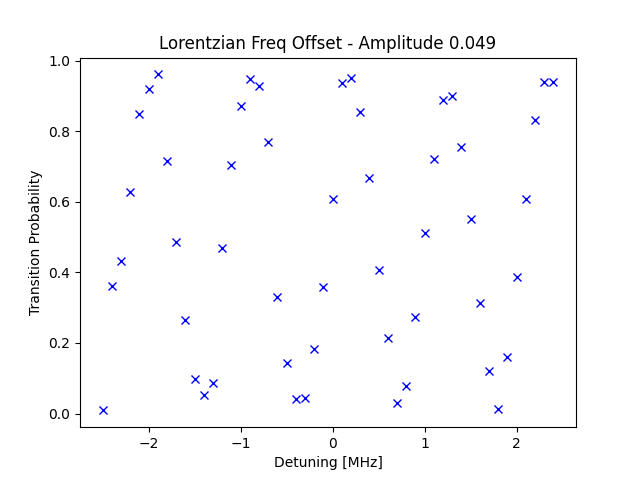 Lorentzian Freq Offset - Amplitude 0.049
1.0
0.8
0.6
0.4
0.2
0.0
Transition Probability
−2 −1 0 1 2
Detuning [MHz]